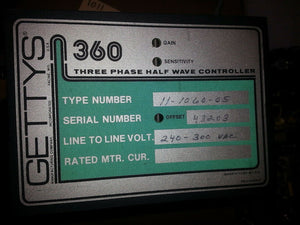 1011
GETTYS
360
GAIN
SENSITIVITY
THREE PHASE HALF WAVE CONTROLLER
TYPE NUMBER 11-1060-05
SERIAL NUMBER OFFSET 43203
LINE TO LINE VOLT. 240-300 VAC
RATED MTR. CUR.